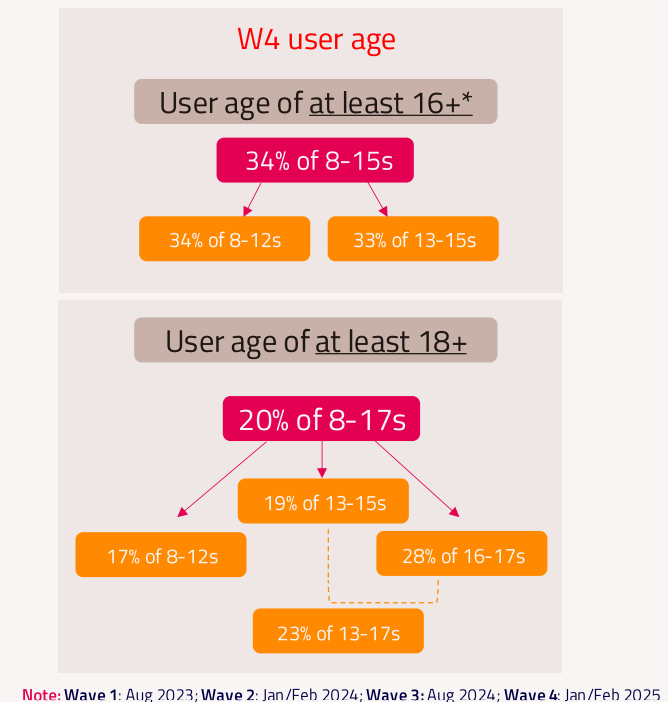 W4 user age
User age of at least 16+*
34% of 8-15s
34% of 8-12s
33% of 13-15s
User age of at least 18+
20% of 8-17s
19% of 13-15s
17% of 8-12s
28% of 16-17s
23% of 13-17s
Note: Wave 1: Aug 2023; Wave 2: Jan/Feb 2024; Wave 3: Aug 2024; Wave 4: Jan/Feb 2025